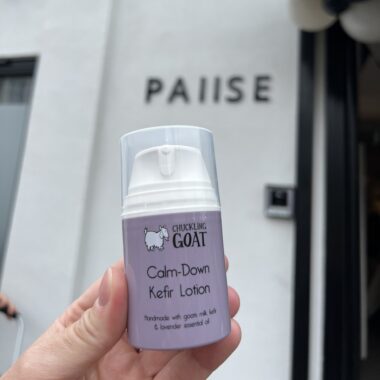 PAIISE
CHUCKLING
GOAT
Calm-Down
Kefir Lotion
Handmade with goats milk kefir
& lavender essential oil